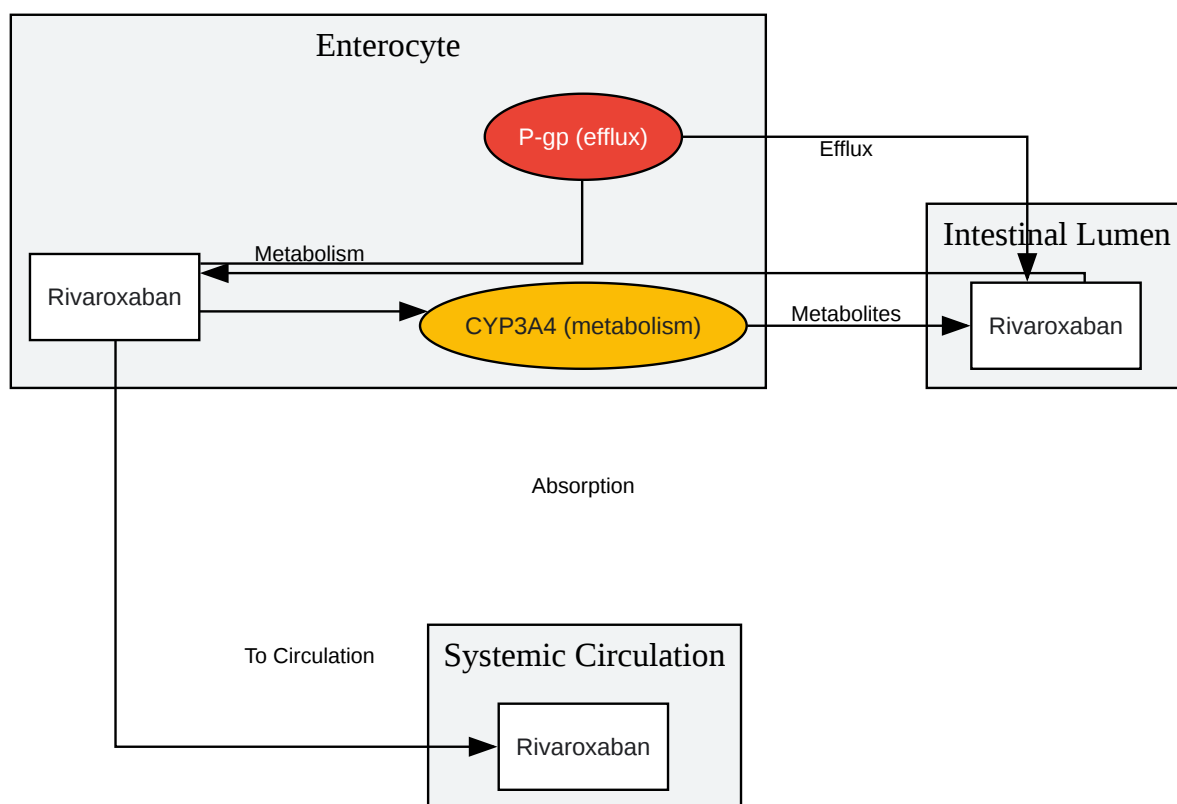 Enterocyte
P-gp (efflux)
Efflux
Intestinal Lumen
Metabolism
Rivaroxaban
CYP3A4 (metabolism)
Metabolites
Rivaroxaban
Absorption
To Circulation
Systemic Circulation
Rivaroxaban